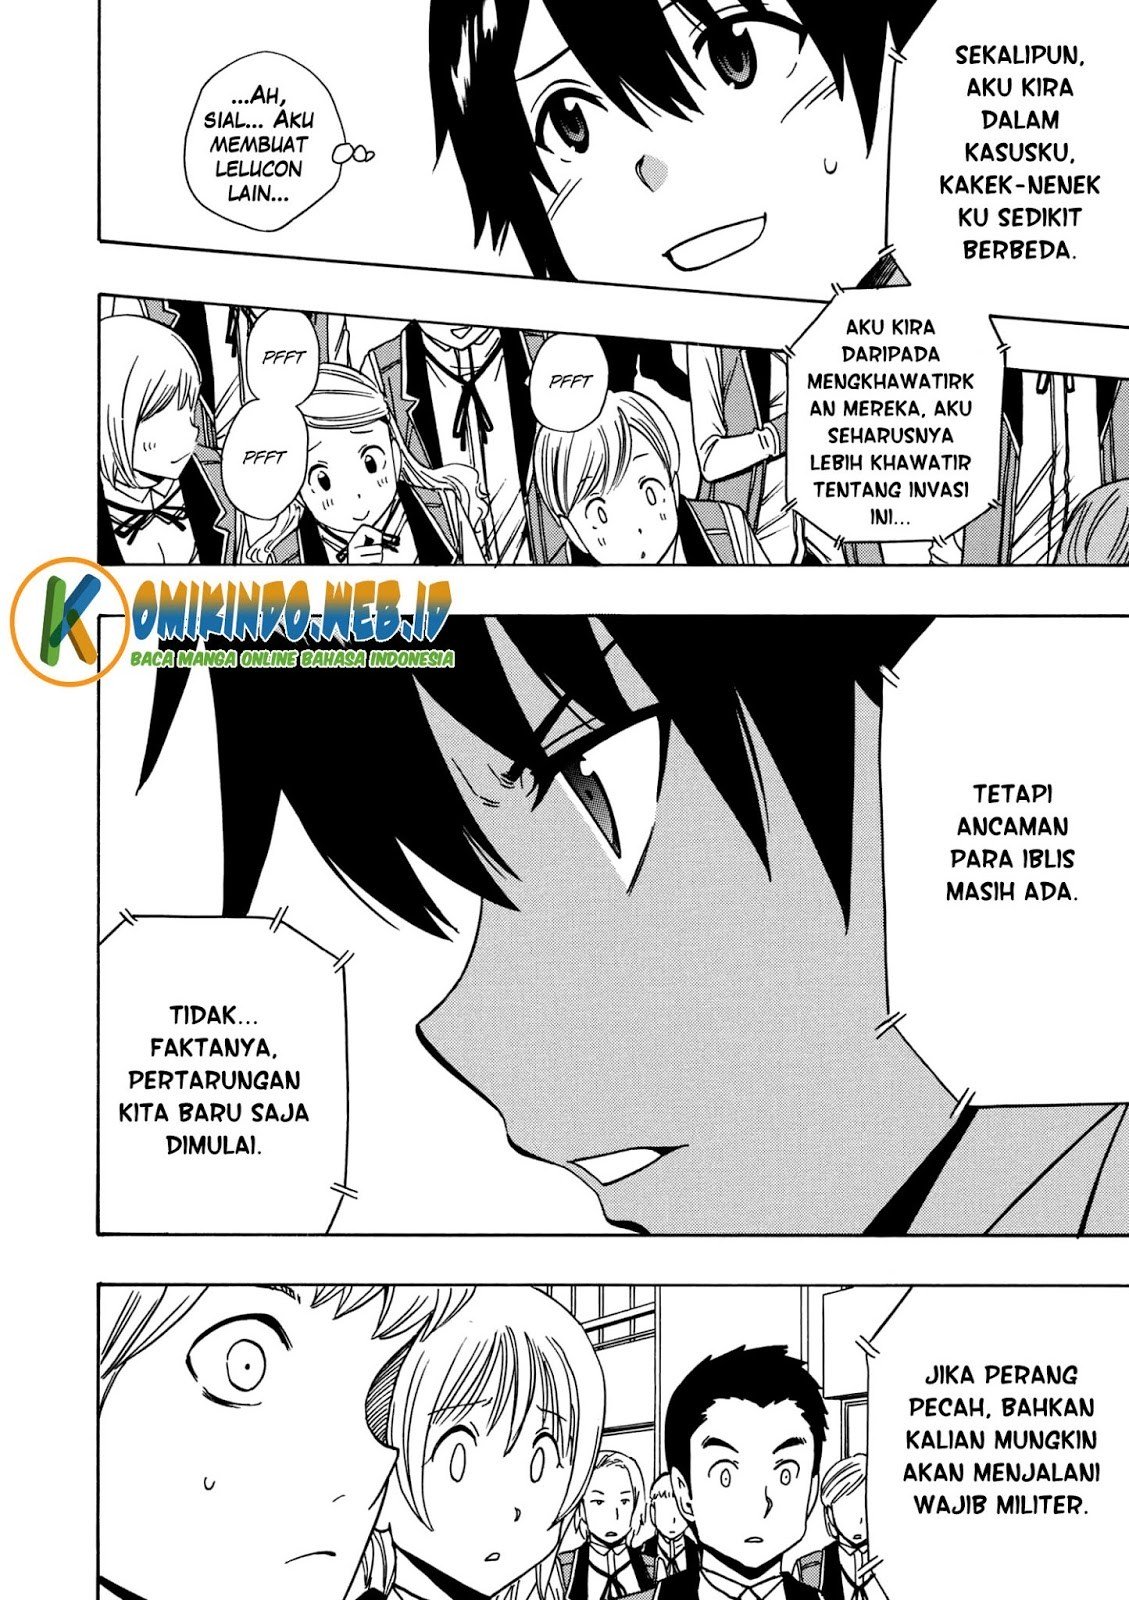 SEKALIPUN,
AKU KIRA
DALAM
KASUSKU,
KAKEK-NENEK
KU SEDIKIT
BERBEDA.
...AH,
SIAL... AKU
MEMBUAT
LELUCON
LAIN...
AKU KIRA
DARIPADA
MENGKHAWATIRK
AN MEREKA, AKU
SEHARUSNYA
LEBIH KHAWATIR
TENTANG INVASI
INI...
PFFT
PFFT
PFFT
KOMIKINDO.WEB.ID
BACA MANGA ONLINE BAHASA INDONESIA
TETAPI
ANCAMAN
PARA IBLIS
MASIH ADA.
TIDAK...
FAKTANYA,
PERTARUNGAN
KITA BARU SAJA
DIMULAI.
JIKA PERANG
PECAH, BAHKAN
KALIAN MUNGKIN
AKAN MENJALANI
WAJIB MILITER.